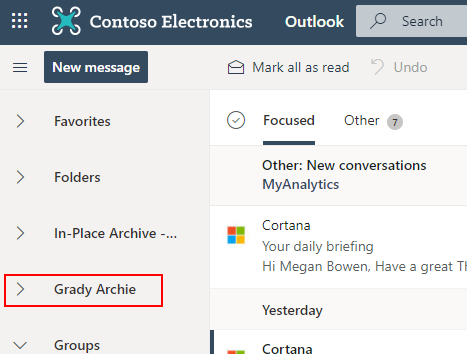 Contoso Electronics Outlook Search
New message Mark all as read Undo
Favorites
Folders
In-Place Archive -...
Grady Archie
Groups
Focused Other 7
Other: New conversations
MyAnalytics
Cortana
Your daily briefing
Hi Megan Bowen, Have a great
Yesterday
Cortana